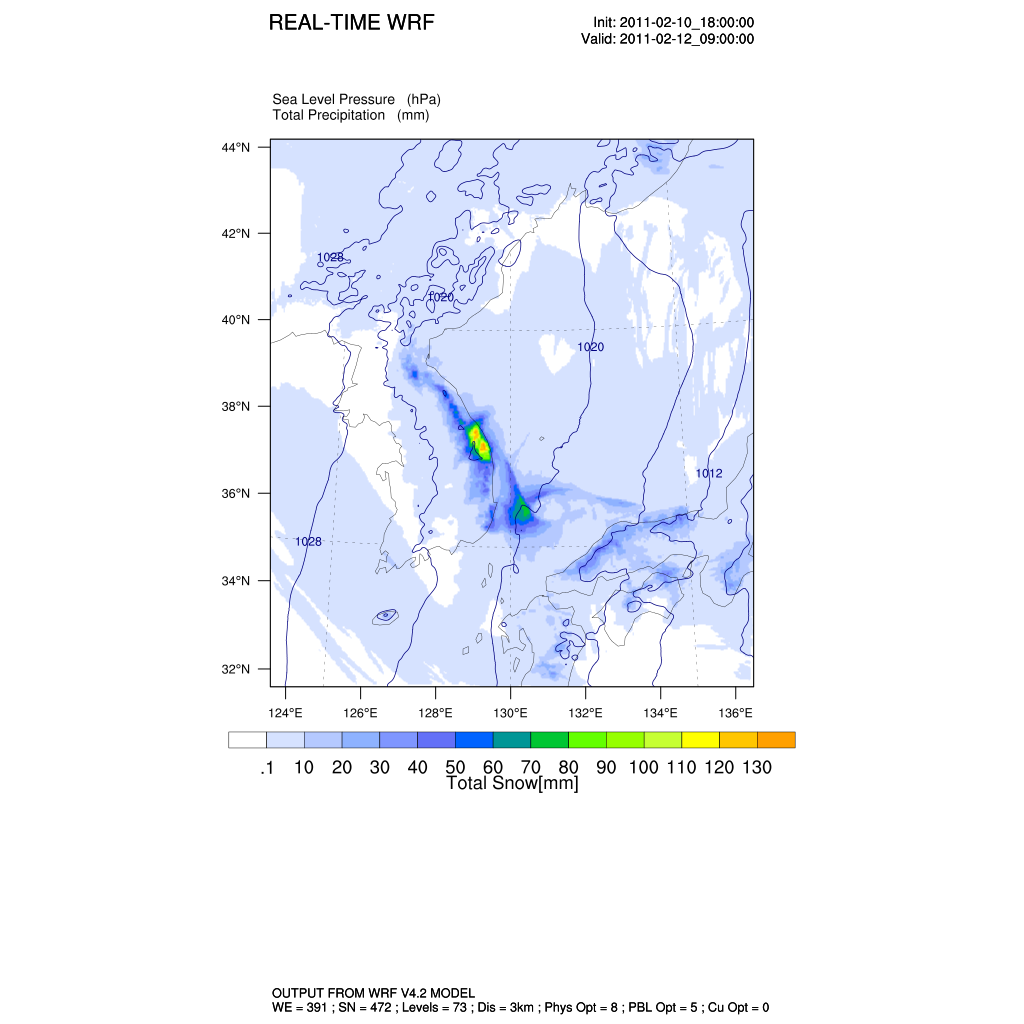 REAL-TIME WRF
Init: 2011-02-10_18:00:00
Valid: 2011-02-12_09:00:00
Sea Level Pressure (hPa)
Total Precipitation (mm)
44°N
42°N
1028
1020
40°N
1020
38°N
1012
36°N
1028
34°N
32°N
124°E 126°E 128°E 130°E 132°E 134°E 136°E
.1 10 20 30 40 50 60 70 80 90 100 110 120 130
Total Snow[mm]
OUTPUT FROM WRF V4.2 MODEL
WE = 391 ; SN = 472 ; Levels = 73 ; Dis = 3km ; Phys Opt = 8 ; PBL Opt = 5 ; Cu Opt = 0